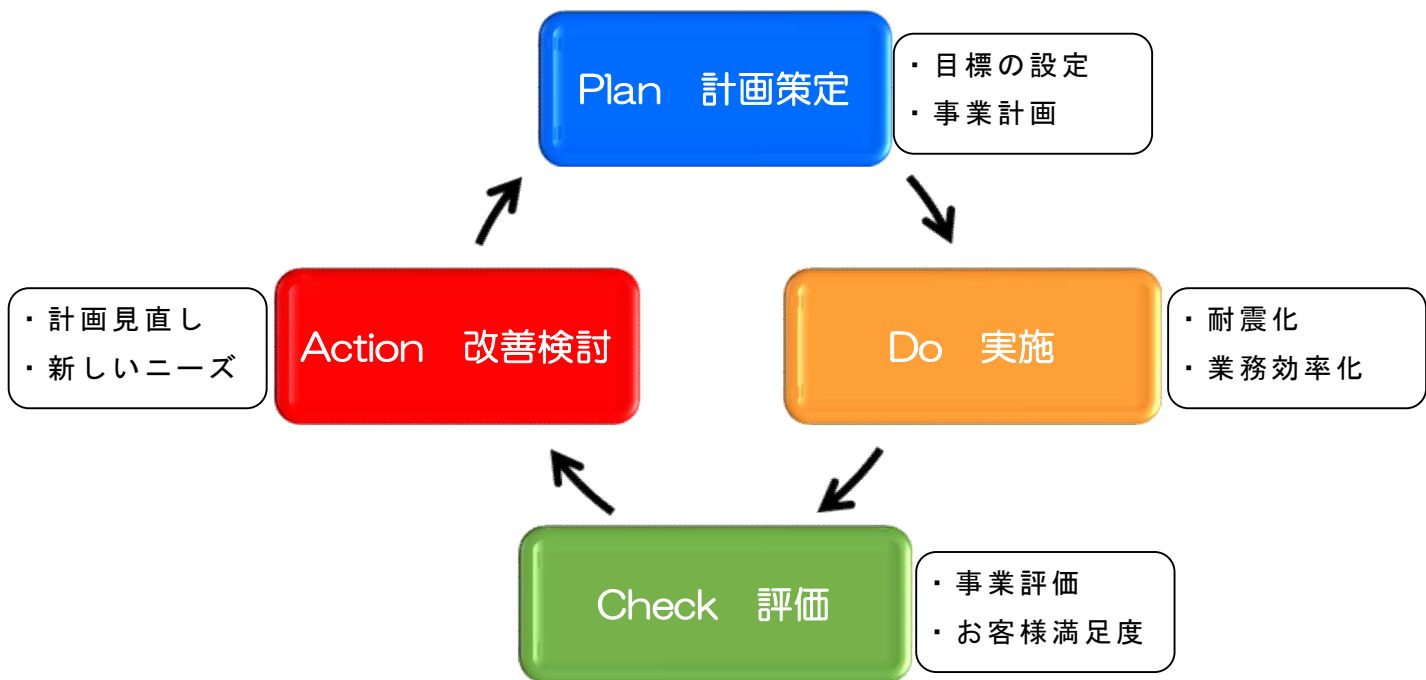 Plan　計画策定
・目標の設定
・事業計画
Do　実施
・耐震化
・業務効率化
Check　評価
・事業評価
・お客様満足度
Action　改善検討
・計画見直し
・新しいニーズ